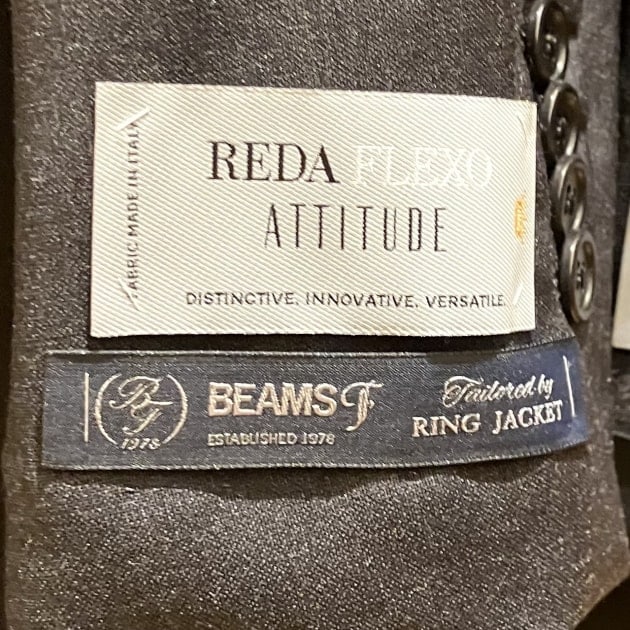 FABRIC MADE IN ITALY
REDA FLEXO
ATTITUDE
DISTINCTIVE. INNOVATIVE. VERSATILE.
BF
1978
BEAMS F
ESTABLISHED 1978
Tailored by
RING JACKET